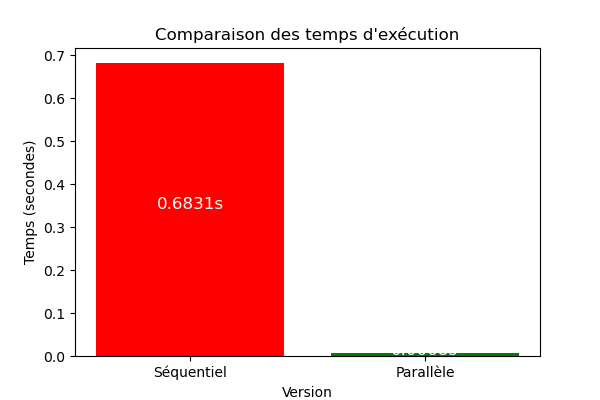 Comparaison des temps d'exécution
0.7
0.6
0.5
0.4
0.3
0.2
0.1
0.0
Temps (secondes)
0.6831s
Séquentiel
Parallèle
Version